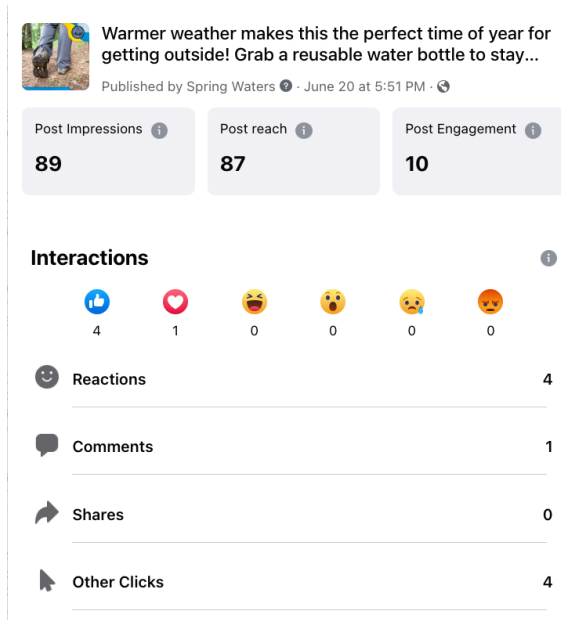 Warmer weather makes this the perfect time of year for
getting outside! Grab a reusable water bottle to stay...
Published by Spring Waters ? · June 20 at 5:51 PM ·
Post Impressions i
89
Post reach i
87
Post Engagement i
10
Interactions i
4 1 0 0 0 0
Reactions 4
Comments 1
Shares 0
Other Clicks 4